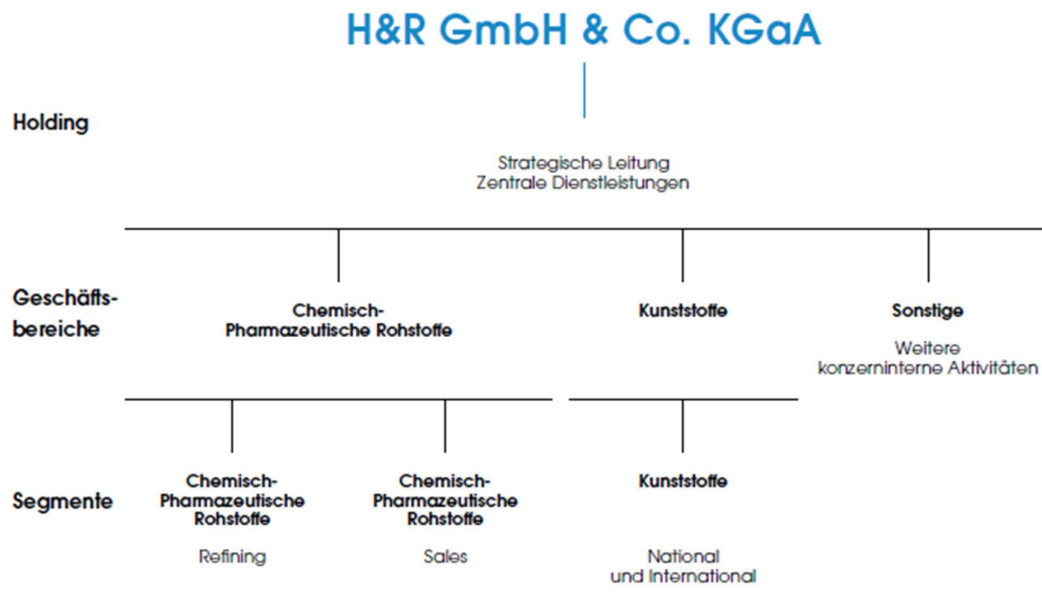 H&R GmbH & Co. KGaA
Holding
Strategische Leitung
Zentrale Dienstleistungen
Geschäfts-
bereiche
Chemisch-
Pharmazeutische Rohstoffe
Kunststoffe
Sonstige
Weitere
konzerninterne Aktivitäten
Segmente
Chemisch-
Pharmazeutische
Rohstoffe
Refining
Chemisch-
Pharmazeutische
Rohstoffe
Sales
Kunststoffe
National
und International